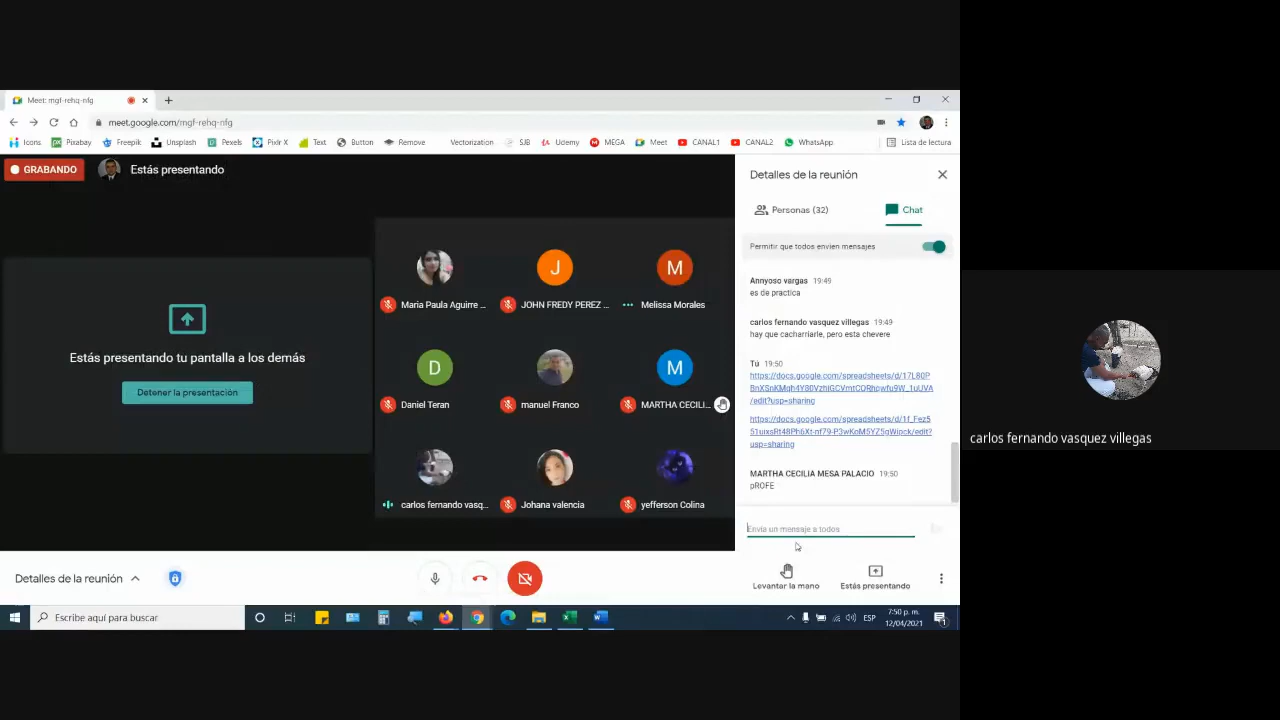 Meet: mgf-rehq-nfg
meet.google.com/mgf-rehq-nfg
Icons Pixabay Freepik Unsplash Pexels Pixlr X Text Button Remove Vectorization SJB Udemy MEGA Meet CANAL1 CANAL2 WhatsApp Lista de lectura
GRABANDO Estás presentando
Detalles de la reunión
Personas (32) Chat
Permitir que todos envíen mensajes
Estás presentando tu pantalla a los demás
Detener la presentación
Maria Paula Aguirre ... JOHN FREDY PEREZ ... Melissa Morales
J M
Daniel Teran manuel Franco MARTHA CECILI...
D M
carlos fernando vasq... Johana valencia yefferson Colina
Annyoso vargas 19:49
es de practica
carlos fernando vasquez villegas 19:49
hay que cacharriarle, pero esta chevere
Tú 19:50
/edit?usp=sharing
usp=sharing
MARTHA CECILIA MESA PALACIO 19:50
pROFE
Envía un mensaje a todos
Detalles de la reunión
Levantar la mano Estás presentando
Escribe aquí para buscar
ESP
7:50 p. m.
12/04/2021
carlos fernando vasquez villegas